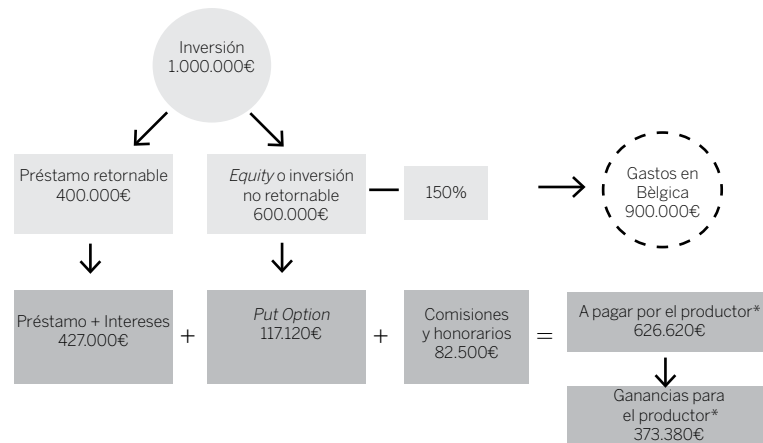 Inversión
1.000.000€
Préstamo retornable
400.000€
Equity o inversión
no retornable
600.000€
150%
Gastos en
Bèlgica
900.000€
Préstamo + Intereses
427.000€
+
Put Option
117.120€
+
Comisiones
y honorarios
82.500€
=
A pagar por el productor*
626.620€
Ganancias para
el productor*
373.380€